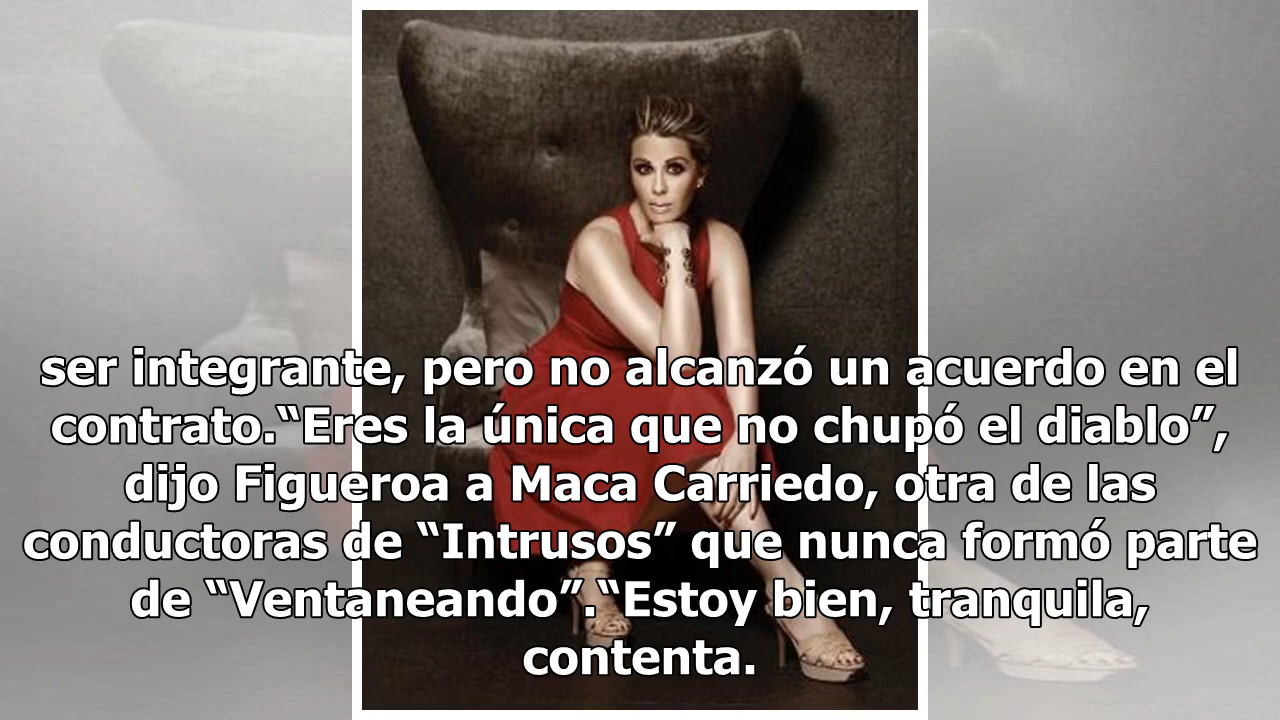 ser integrante, pero no alcanzó un acuerdo en el
contrato.“Eres la única que no chupó el diablo”,
dijo Figueroa a Maca Carriedo, otra de las
conductoras de “Intrusos” que nunca formó parte
de “Ventaneando”.“Estoy bien, tranquila,
contenta.